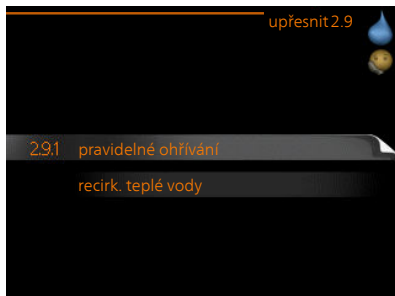 upřesnit 2.9
2.9.1 pravidelné ohřívání
recirk. teplé vody